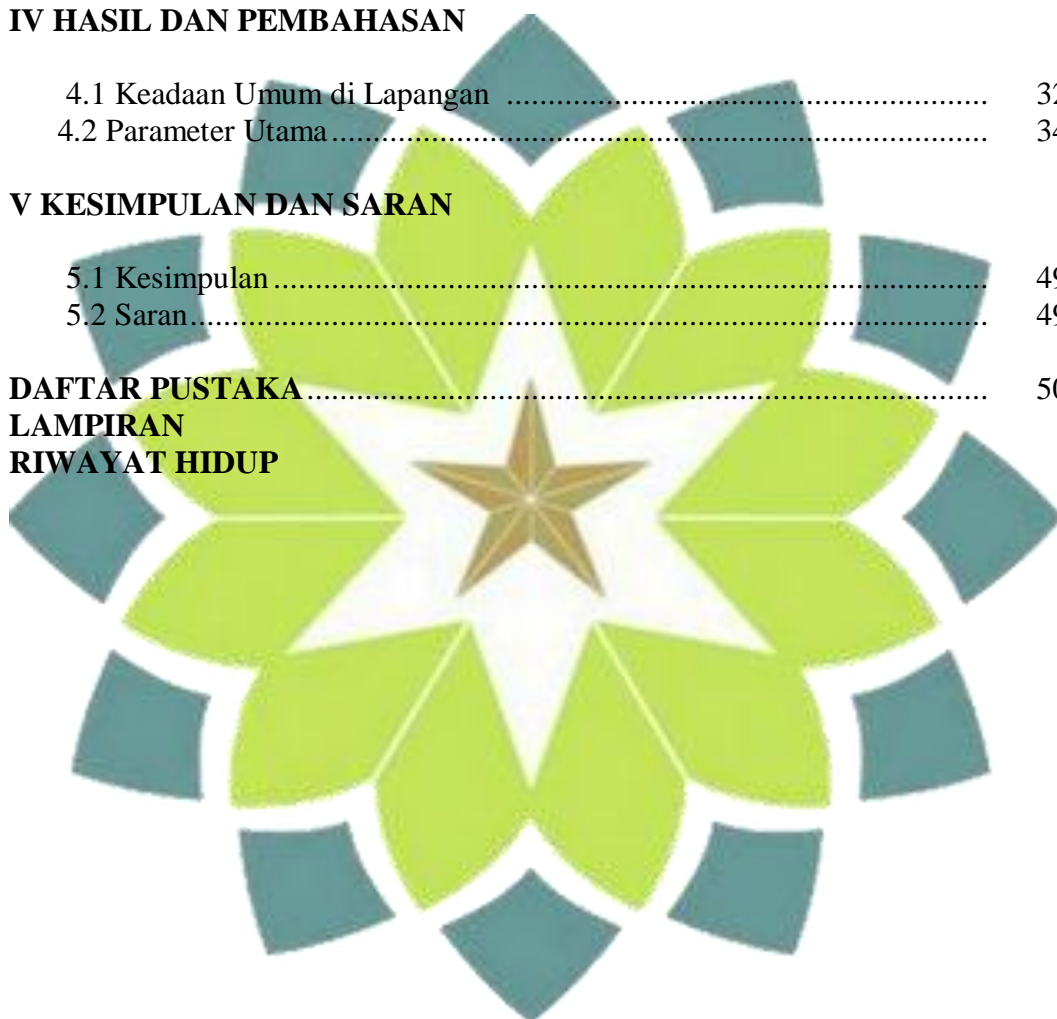 IV HASIL DAN PEMBAHASAN
4.1 Keadaan Umum di Lapangan ........................................................ 32
4.2 Parameter Utama ........................................................................... 34
V KESIMPULAN DAN SARAN
5.1 Kesimpulan ................................................................................... 49
5.2 Saran ............................................................................................. 49
DAFTAR PUSTAKA ............................................................................... 50
LAMPIRAN
RIWAYAT HIDUP